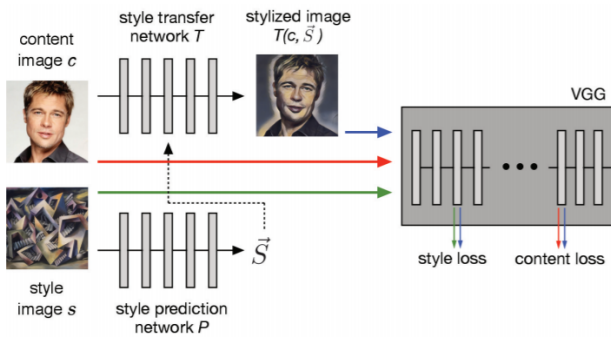 content
image c
style transfer
network T
stylized image
T(c, S⃗ )
VGG
style
image s
style prediction
network P
S⃗
style loss
content loss